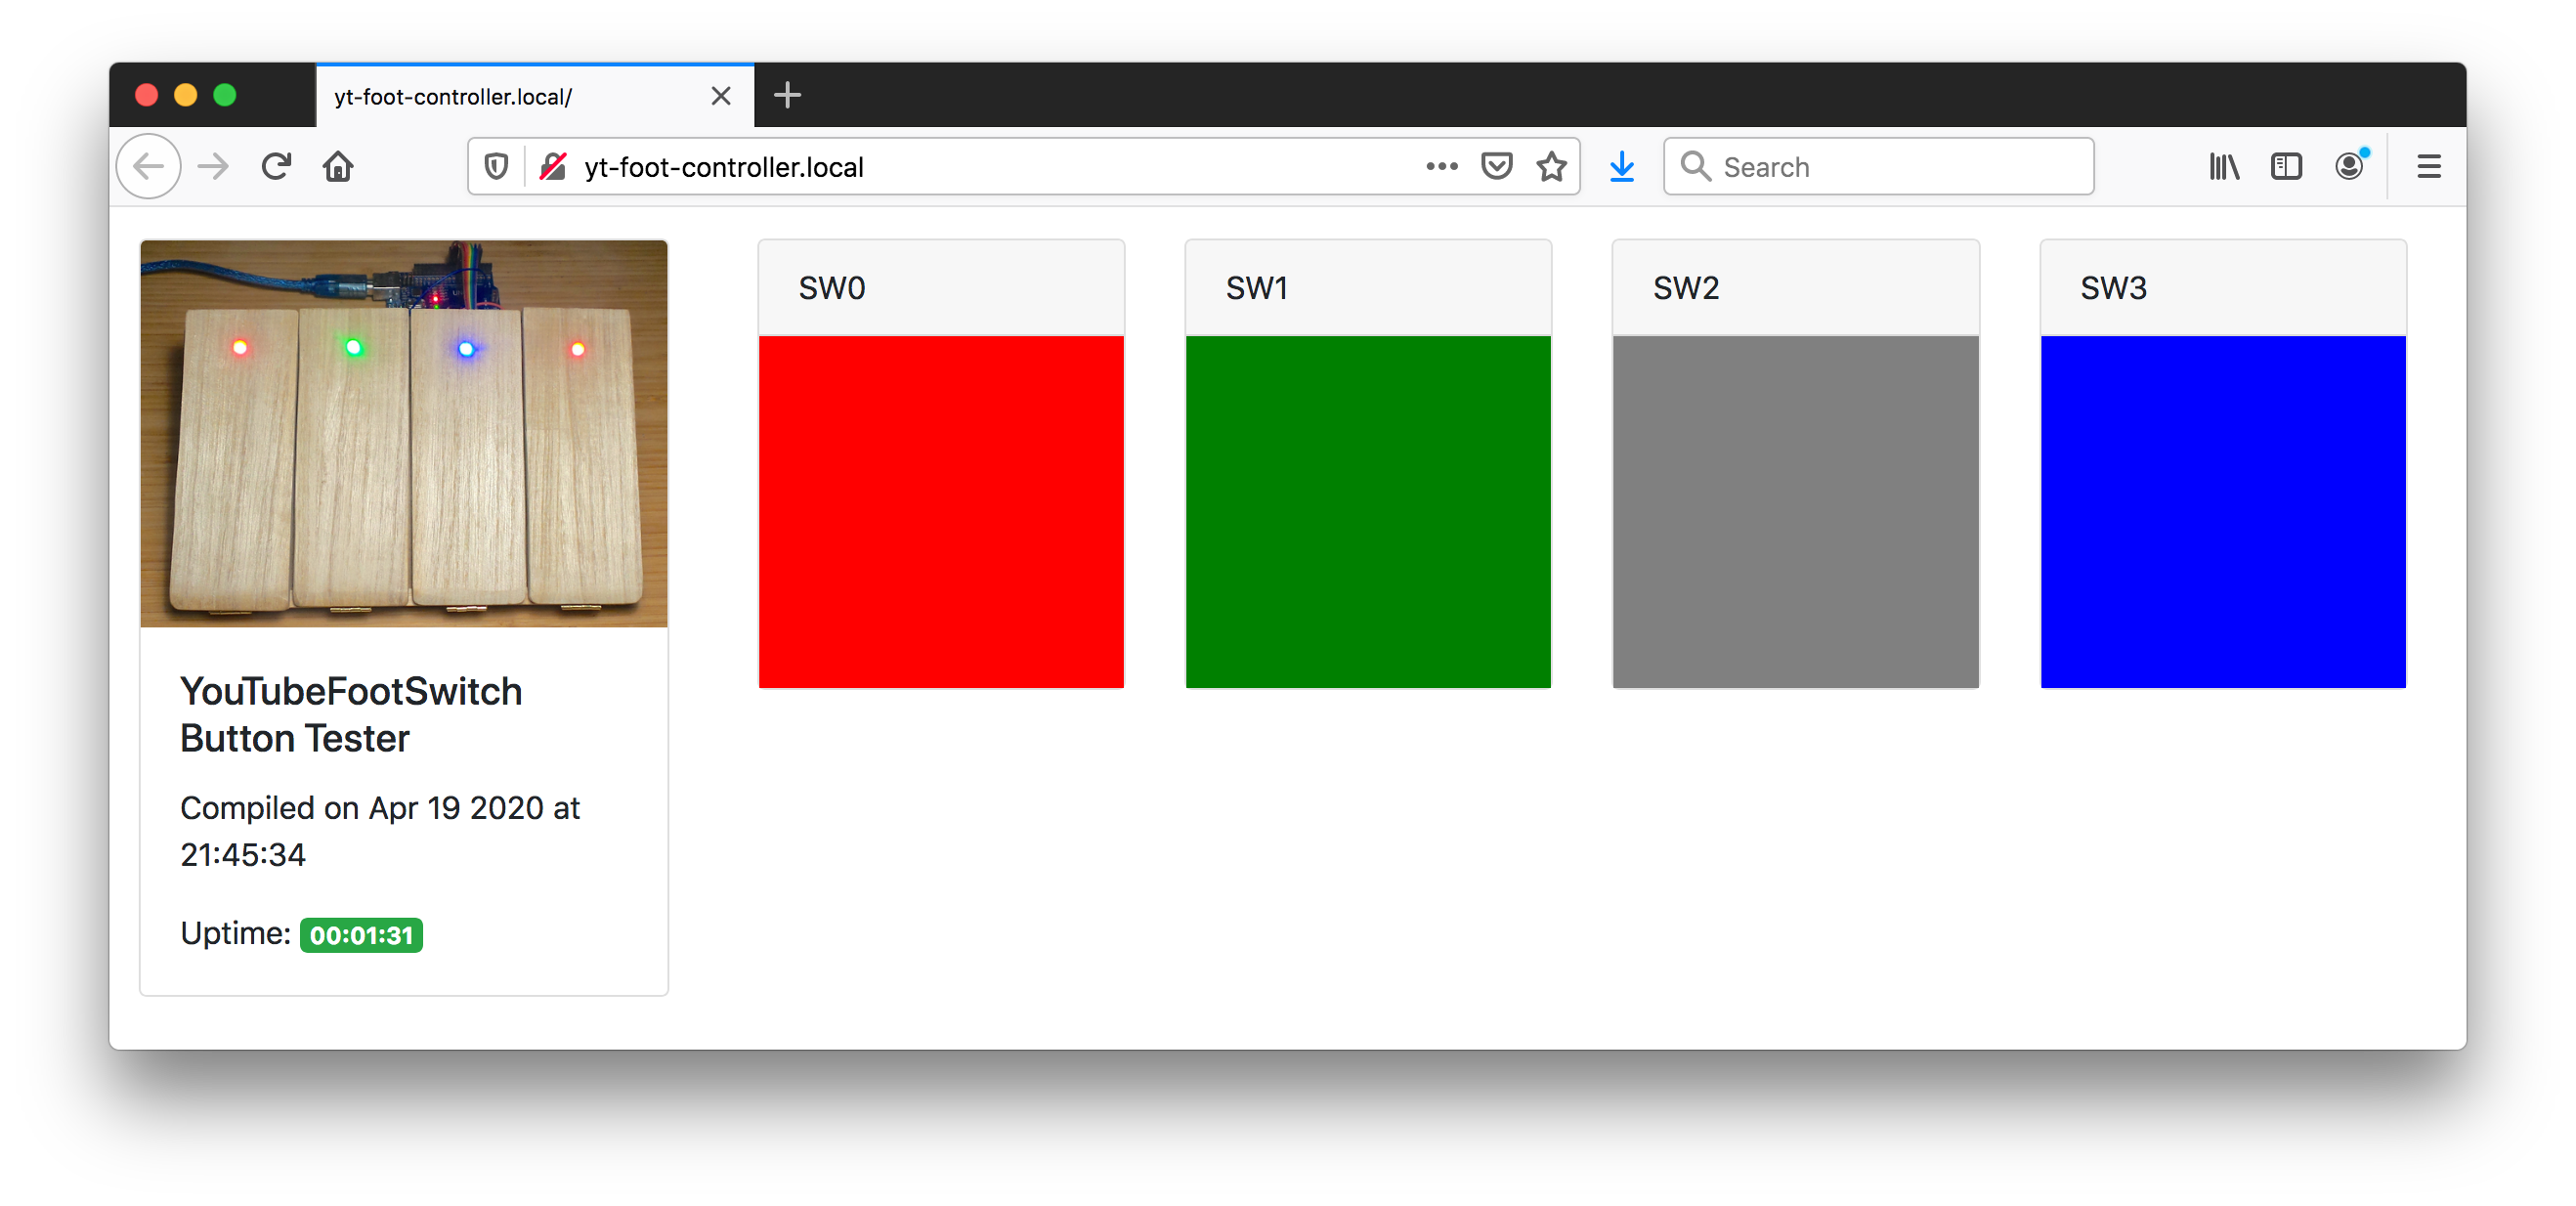 yt-foot-controller.local/
yt-foot-controller.local
Search
SW0
SW1
SW2
SW3
YouTubeFootSwitch
Button Tester
Compiled on Apr 19 2020 at
21:45:34
Uptime: 00:01:31